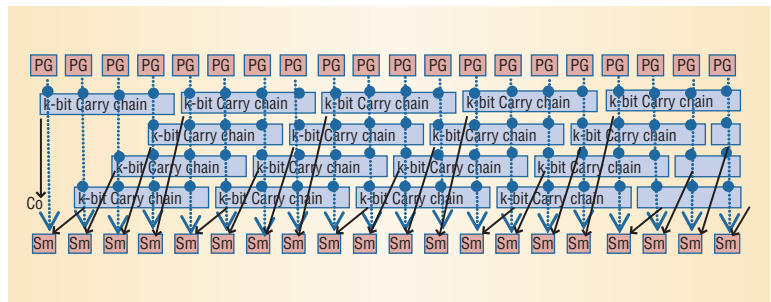 PG PG PG PG PG PG PG PG PG PG PG PG PG PG PG PG PG PG PG PG
k-bit Carry chain k-bit Carry chain k-bit Carry chain k-bit Carry chain k-bit Carry chain
k-bit Carry chain k-bit Carry chain k-bit Carry chain k-bit Carry chain
k-bit Carry chain k-bit Carry chain k-bit Carry chain k-bit Carry chain
k-bit Carry chain k-bit Carry chain k-bit Carry chain k-bit Carry chain
Co
Sm Sm Sm Sm Sm Sm Sm Sm Sm Sm Sm Sm Sm Sm Sm Sm Sm Sm Sm Sm